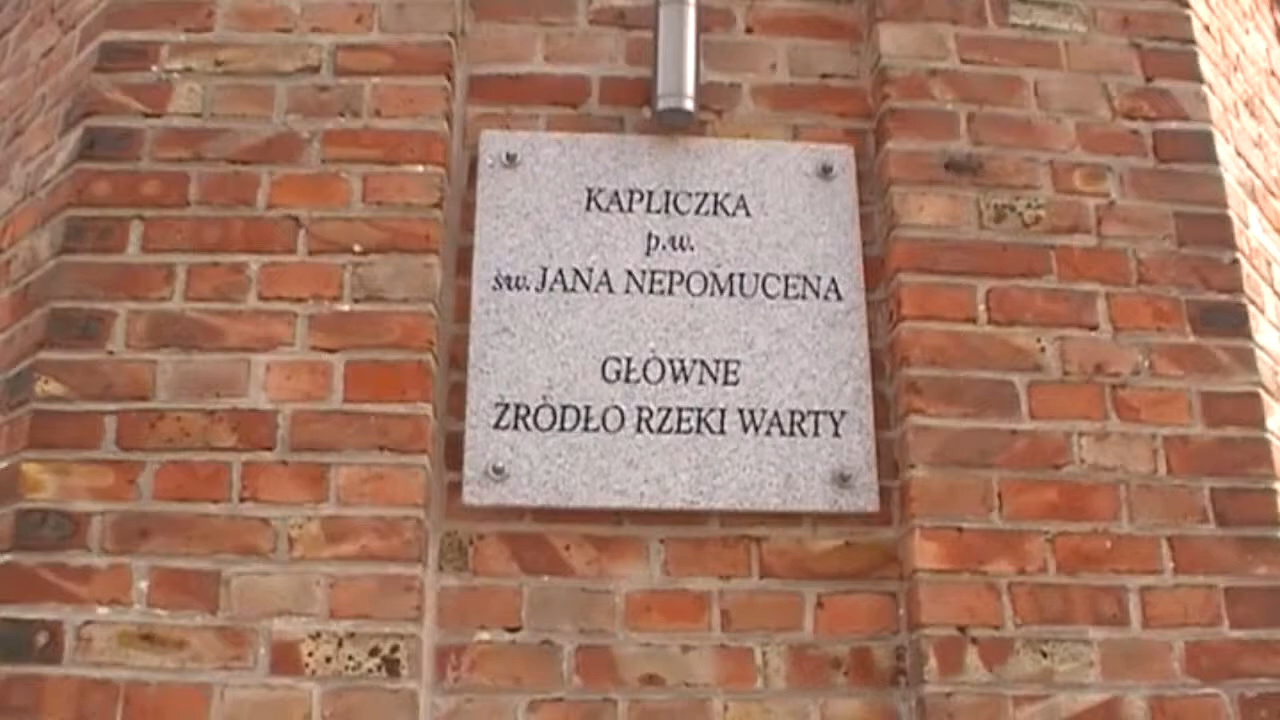 KAPLICZKA
p.w.
św. JANA NEPOMUCENA
GŁÓWNE
ŹRÓDŁO RZEKI WARTY